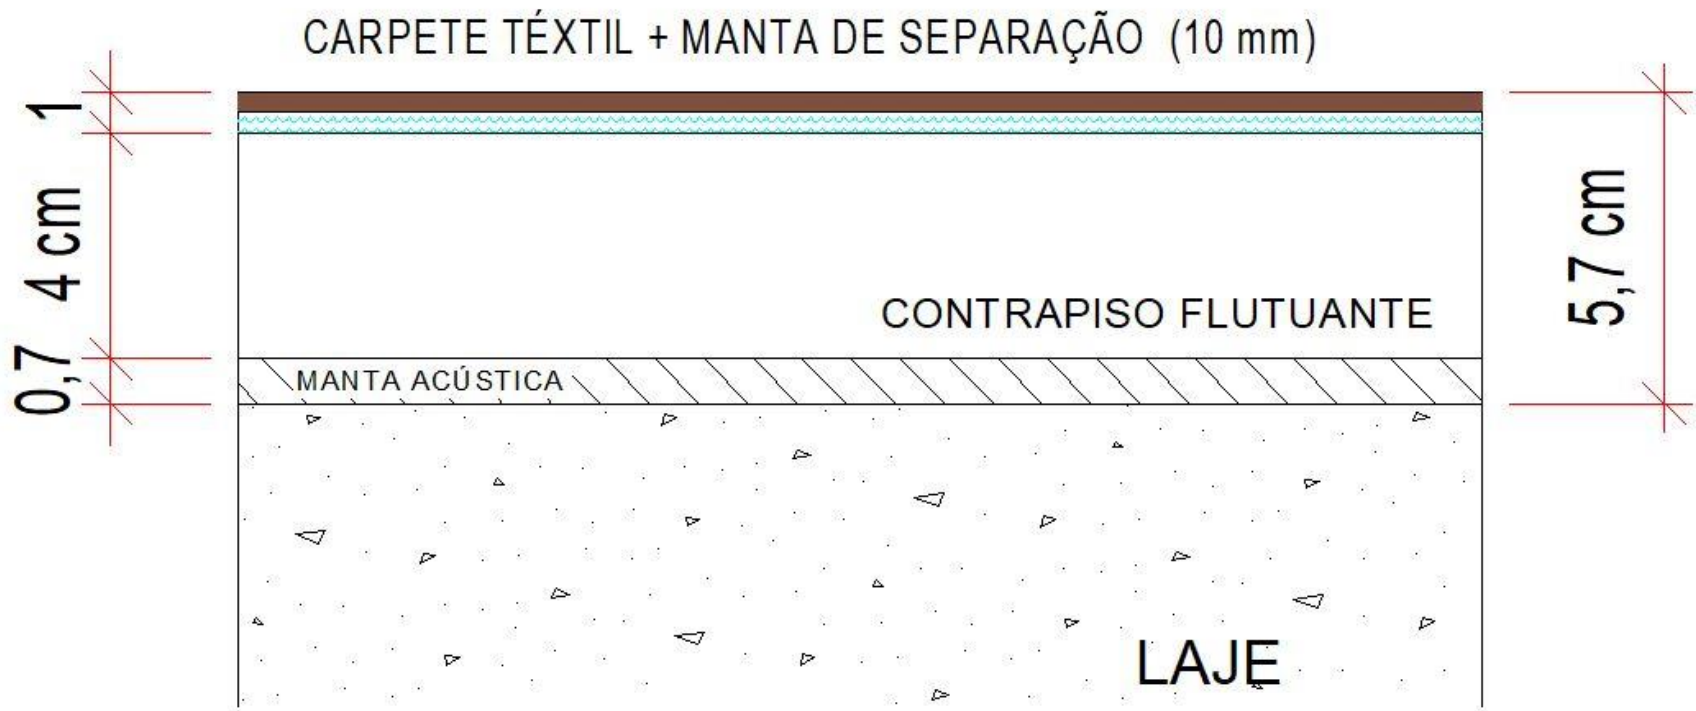 CARPETE TÉXTIL + MANTA DE SEPARAÇÃO (10 mm)
1
4 cm
5,7 cm
CONTRAPISO FLUTUANTE
0,7
MANTA ACÚSTICA
LAJE